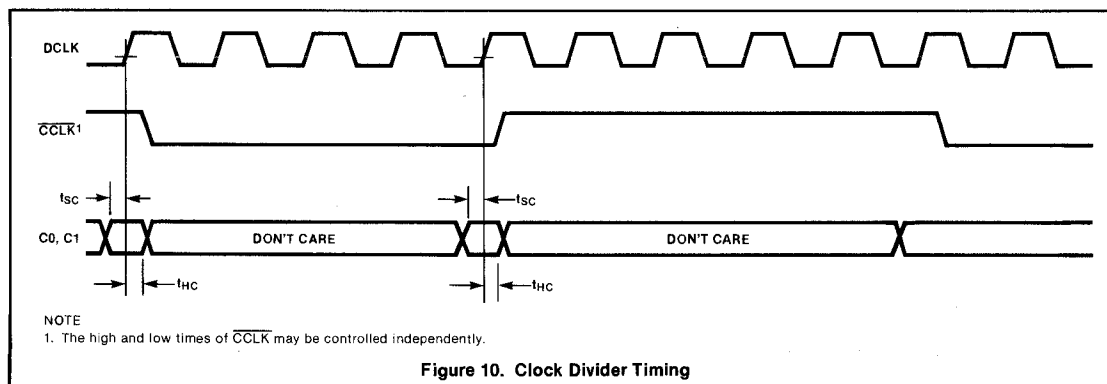 DCLK
CCLK¹
tSC
tSC
C0, C1
DON'T CARE
DON'T CARE
tHC
tHC
NOTE
1. The high and low times of CCLK may be controlled independently.
Figure 10. Clock Divider Timing